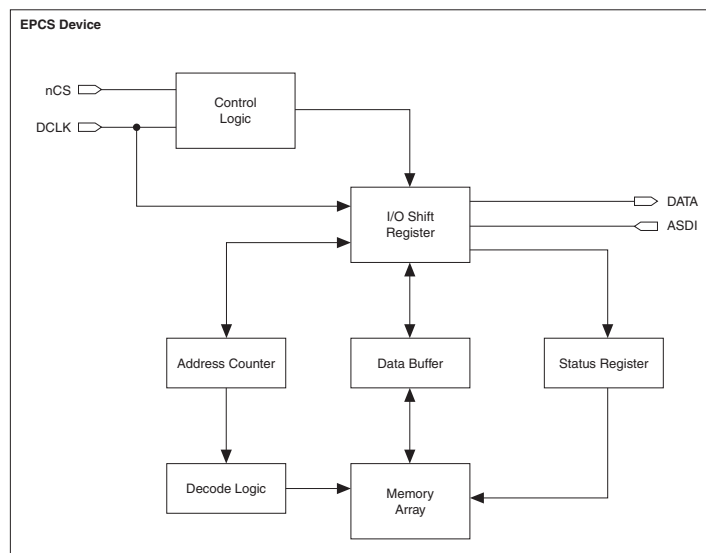 EPCS Device
nCS
Control
Logic
DCLK
I/O Shift
Register
DATA
ASDI
Address Counter
Data Buffer
Status Register
Decode Logic
Memory
Array